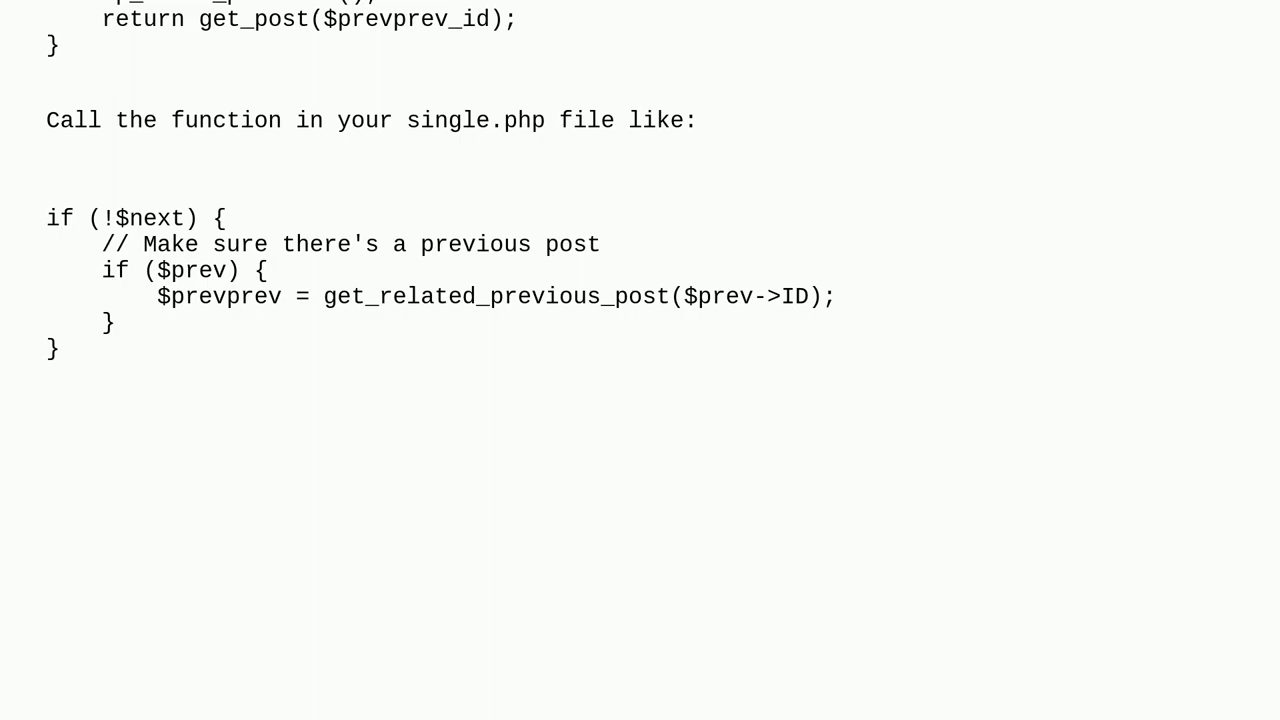 return get_post($prevprev_id);
}
Call the function in your single.php file like:
if (!$next) {
    // Make sure there's a previous post
    if ($prev) {
        $prevprev = get_related_previous_post($prev->ID);
    }
}